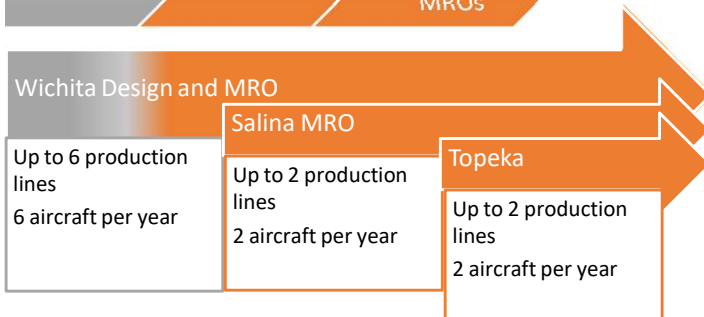 MROs
Wichita Design and MRO
Salina MRO
Topeka
Up to 6 production
lines
6 aircraft per year
Up to 2 production
lines
2 aircraft per year
Up to 2 production
lines
2 aircraft per year